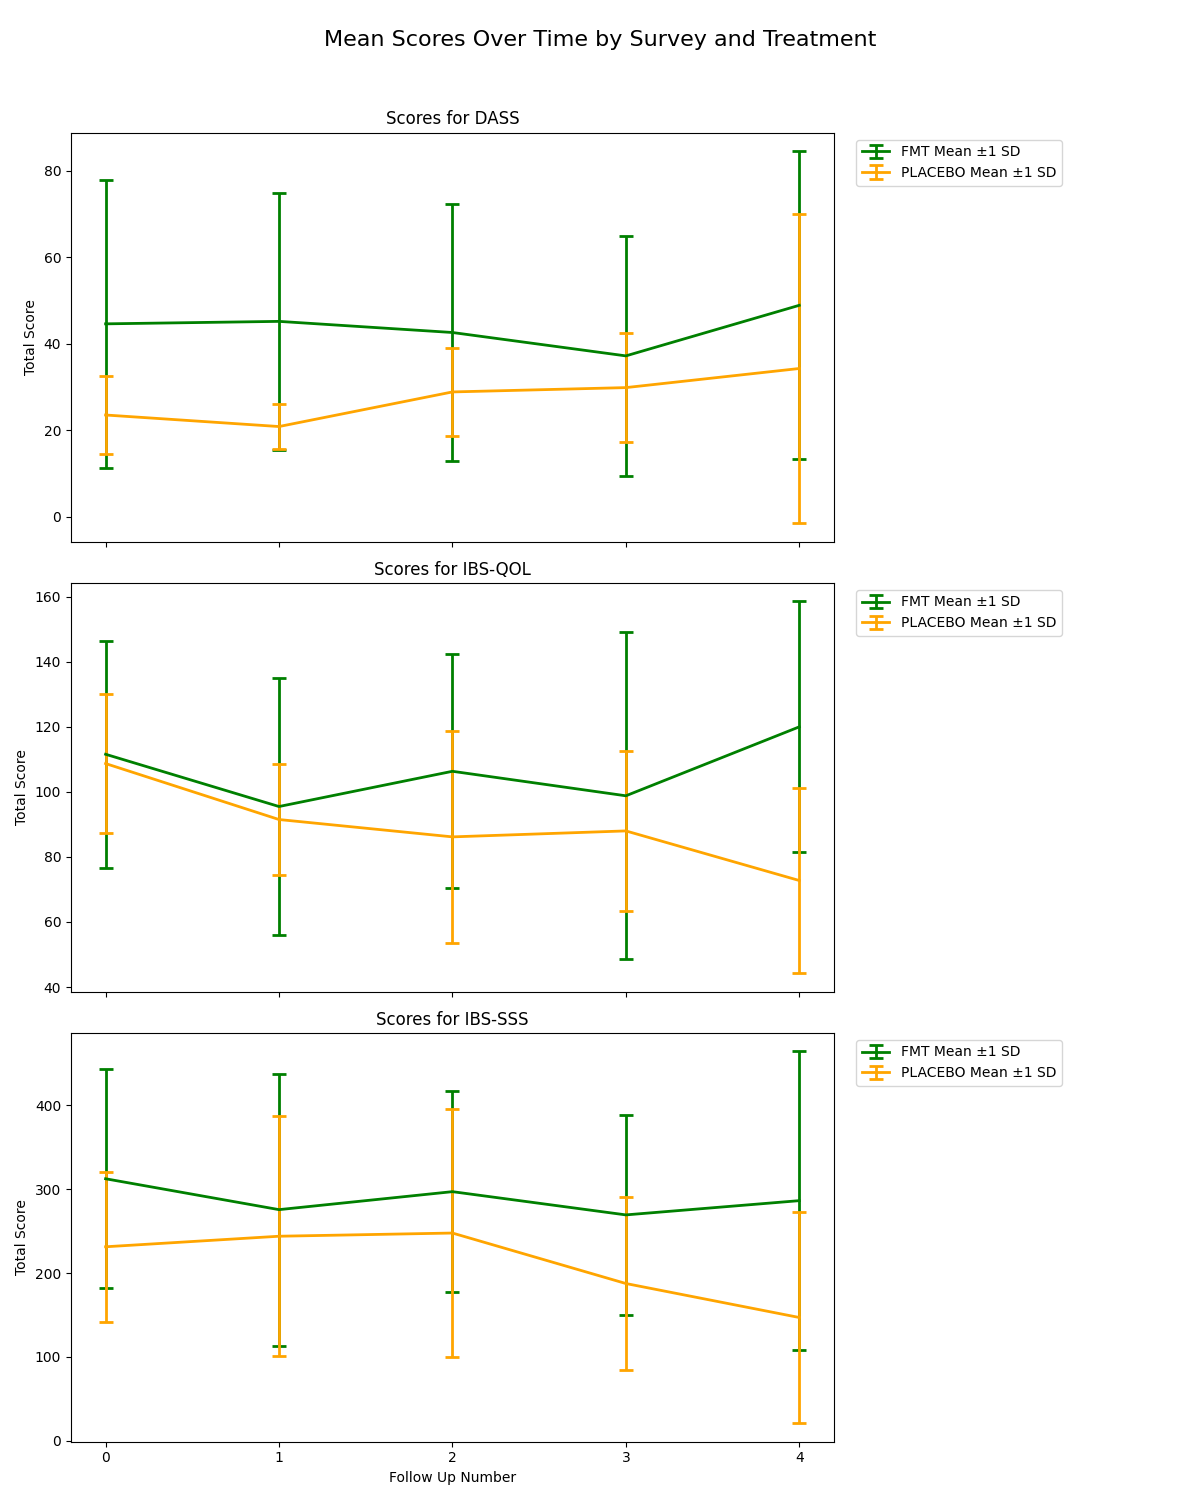 Mean Scores Over Time by Survey and Treatment
Scores for DASS
FMT Mean ±1 SD
PLACEBO Mean ±1 SD
Total Score
80
60
40
20
0
Scores for IBS-QOL
FMT Mean ±1 SD
PLACEBO Mean ±1 SD
Total Score
160
140
120
100
80
60
40
Scores for IBS-SSS
FMT Mean ±1 SD
PLACEBO Mean ±1 SD
Total Score
400
300
200
100
0
0 1 2 3 4
Follow Up Number